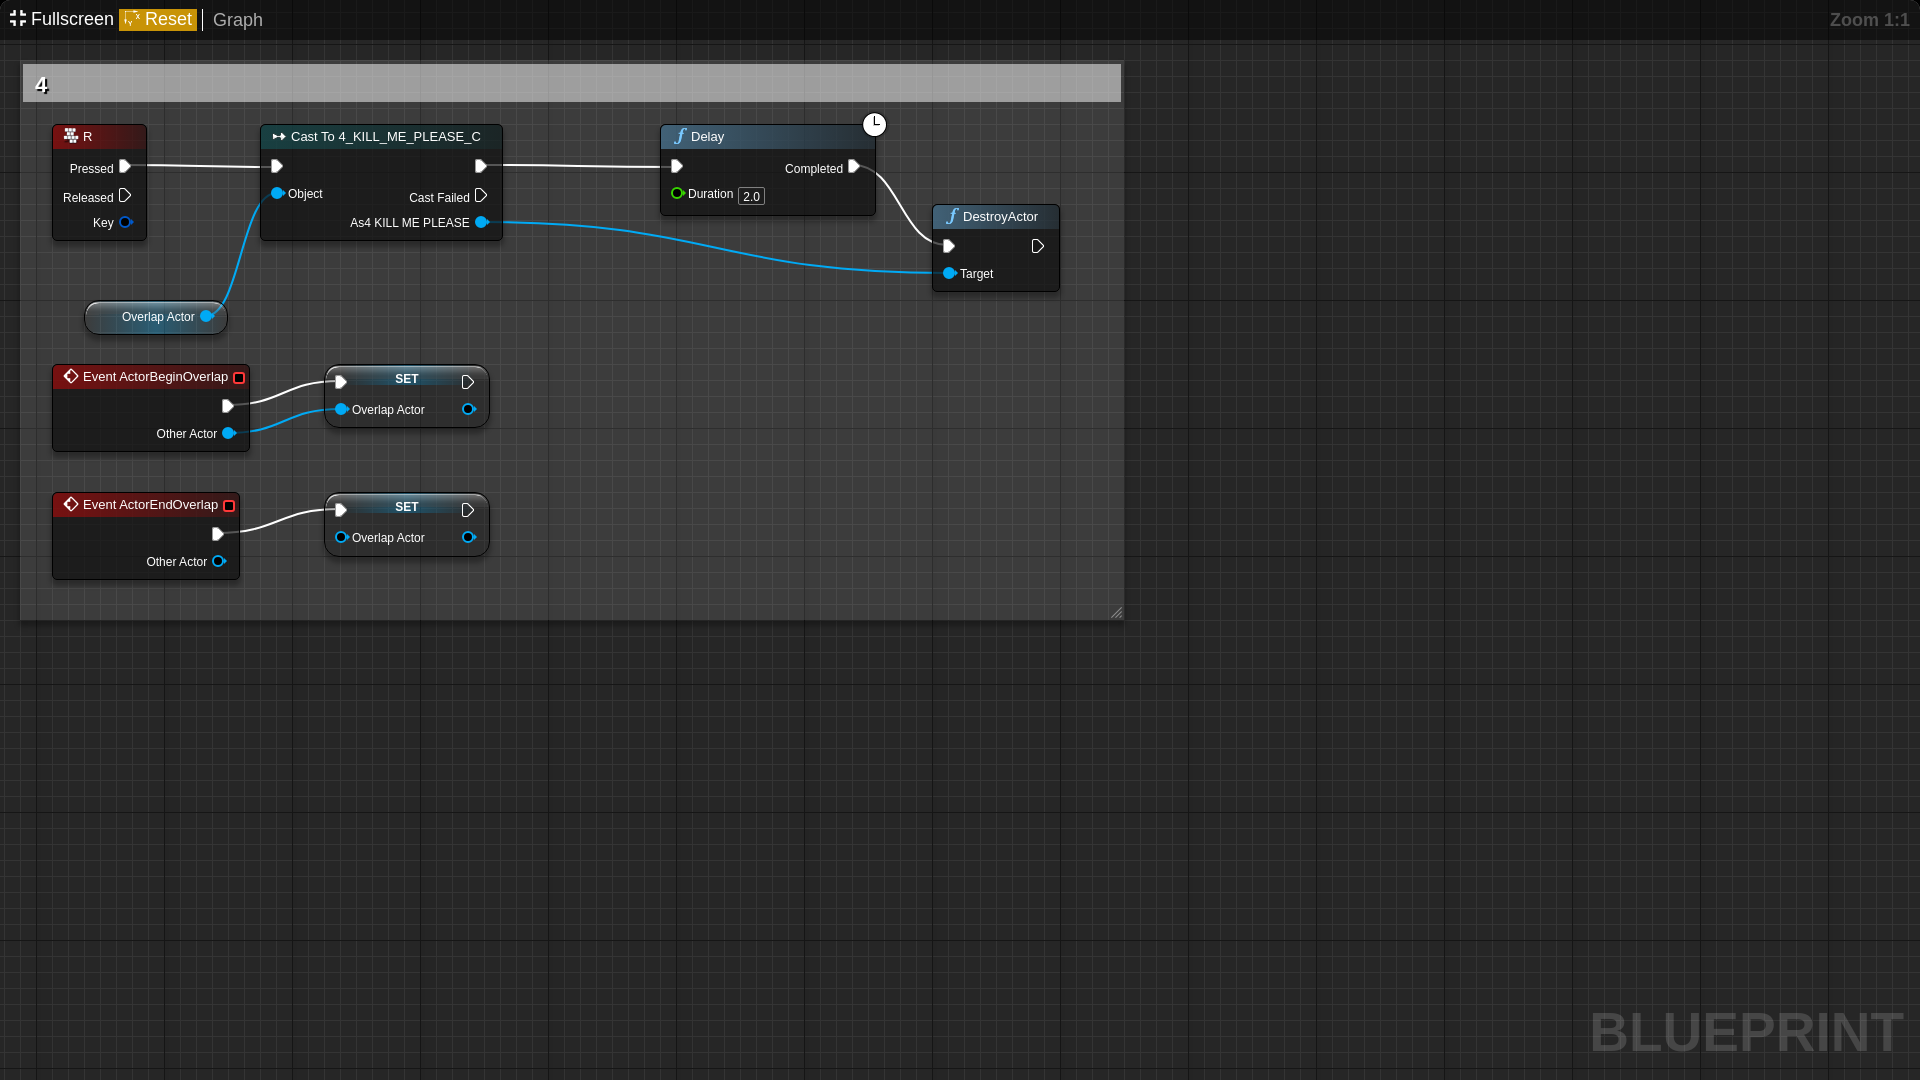 Fullscreen Reset Graph Zoom 1:1
4
R
Pressed
Released
Key
Cast To 4_KILL_ME_PLEASE_C
Object
Cast Failed
As4 KILL ME PLEASE
Delay
Completed
Duration 2.0
DestroyActor
Target
Overlap Actor
Event ActorBeginOverlap
Other Actor
SET
Overlap Actor
Event ActorEndOverlap
Other Actor
SET
Overlap Actor
BLUEPRINT